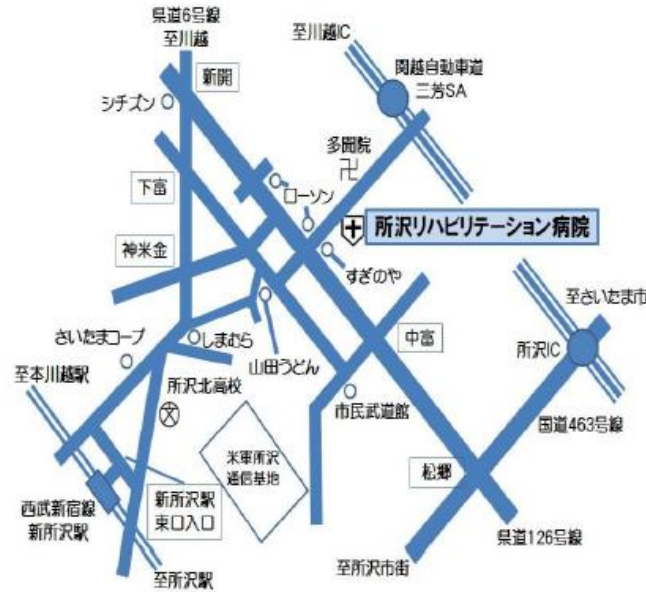 県道6号線
至川越
至川越IC
新開
関越自動車道
三芳SA
シチズン
多聞院
下富
ローソン
所沢リハビリテーション病院
神米金
すぎのや
至さいたま市
さいたまコープ
しまむら
中富
所沢IC
山田うどん
至本川越駅
所沢北高校
市民武道館
文
国道463号線
米軍所沢
通信基地
松郷
西武新宿線
新所沢駅
新所沢駅
東口入口
県道126号線
至所沢駅
至所沢市街